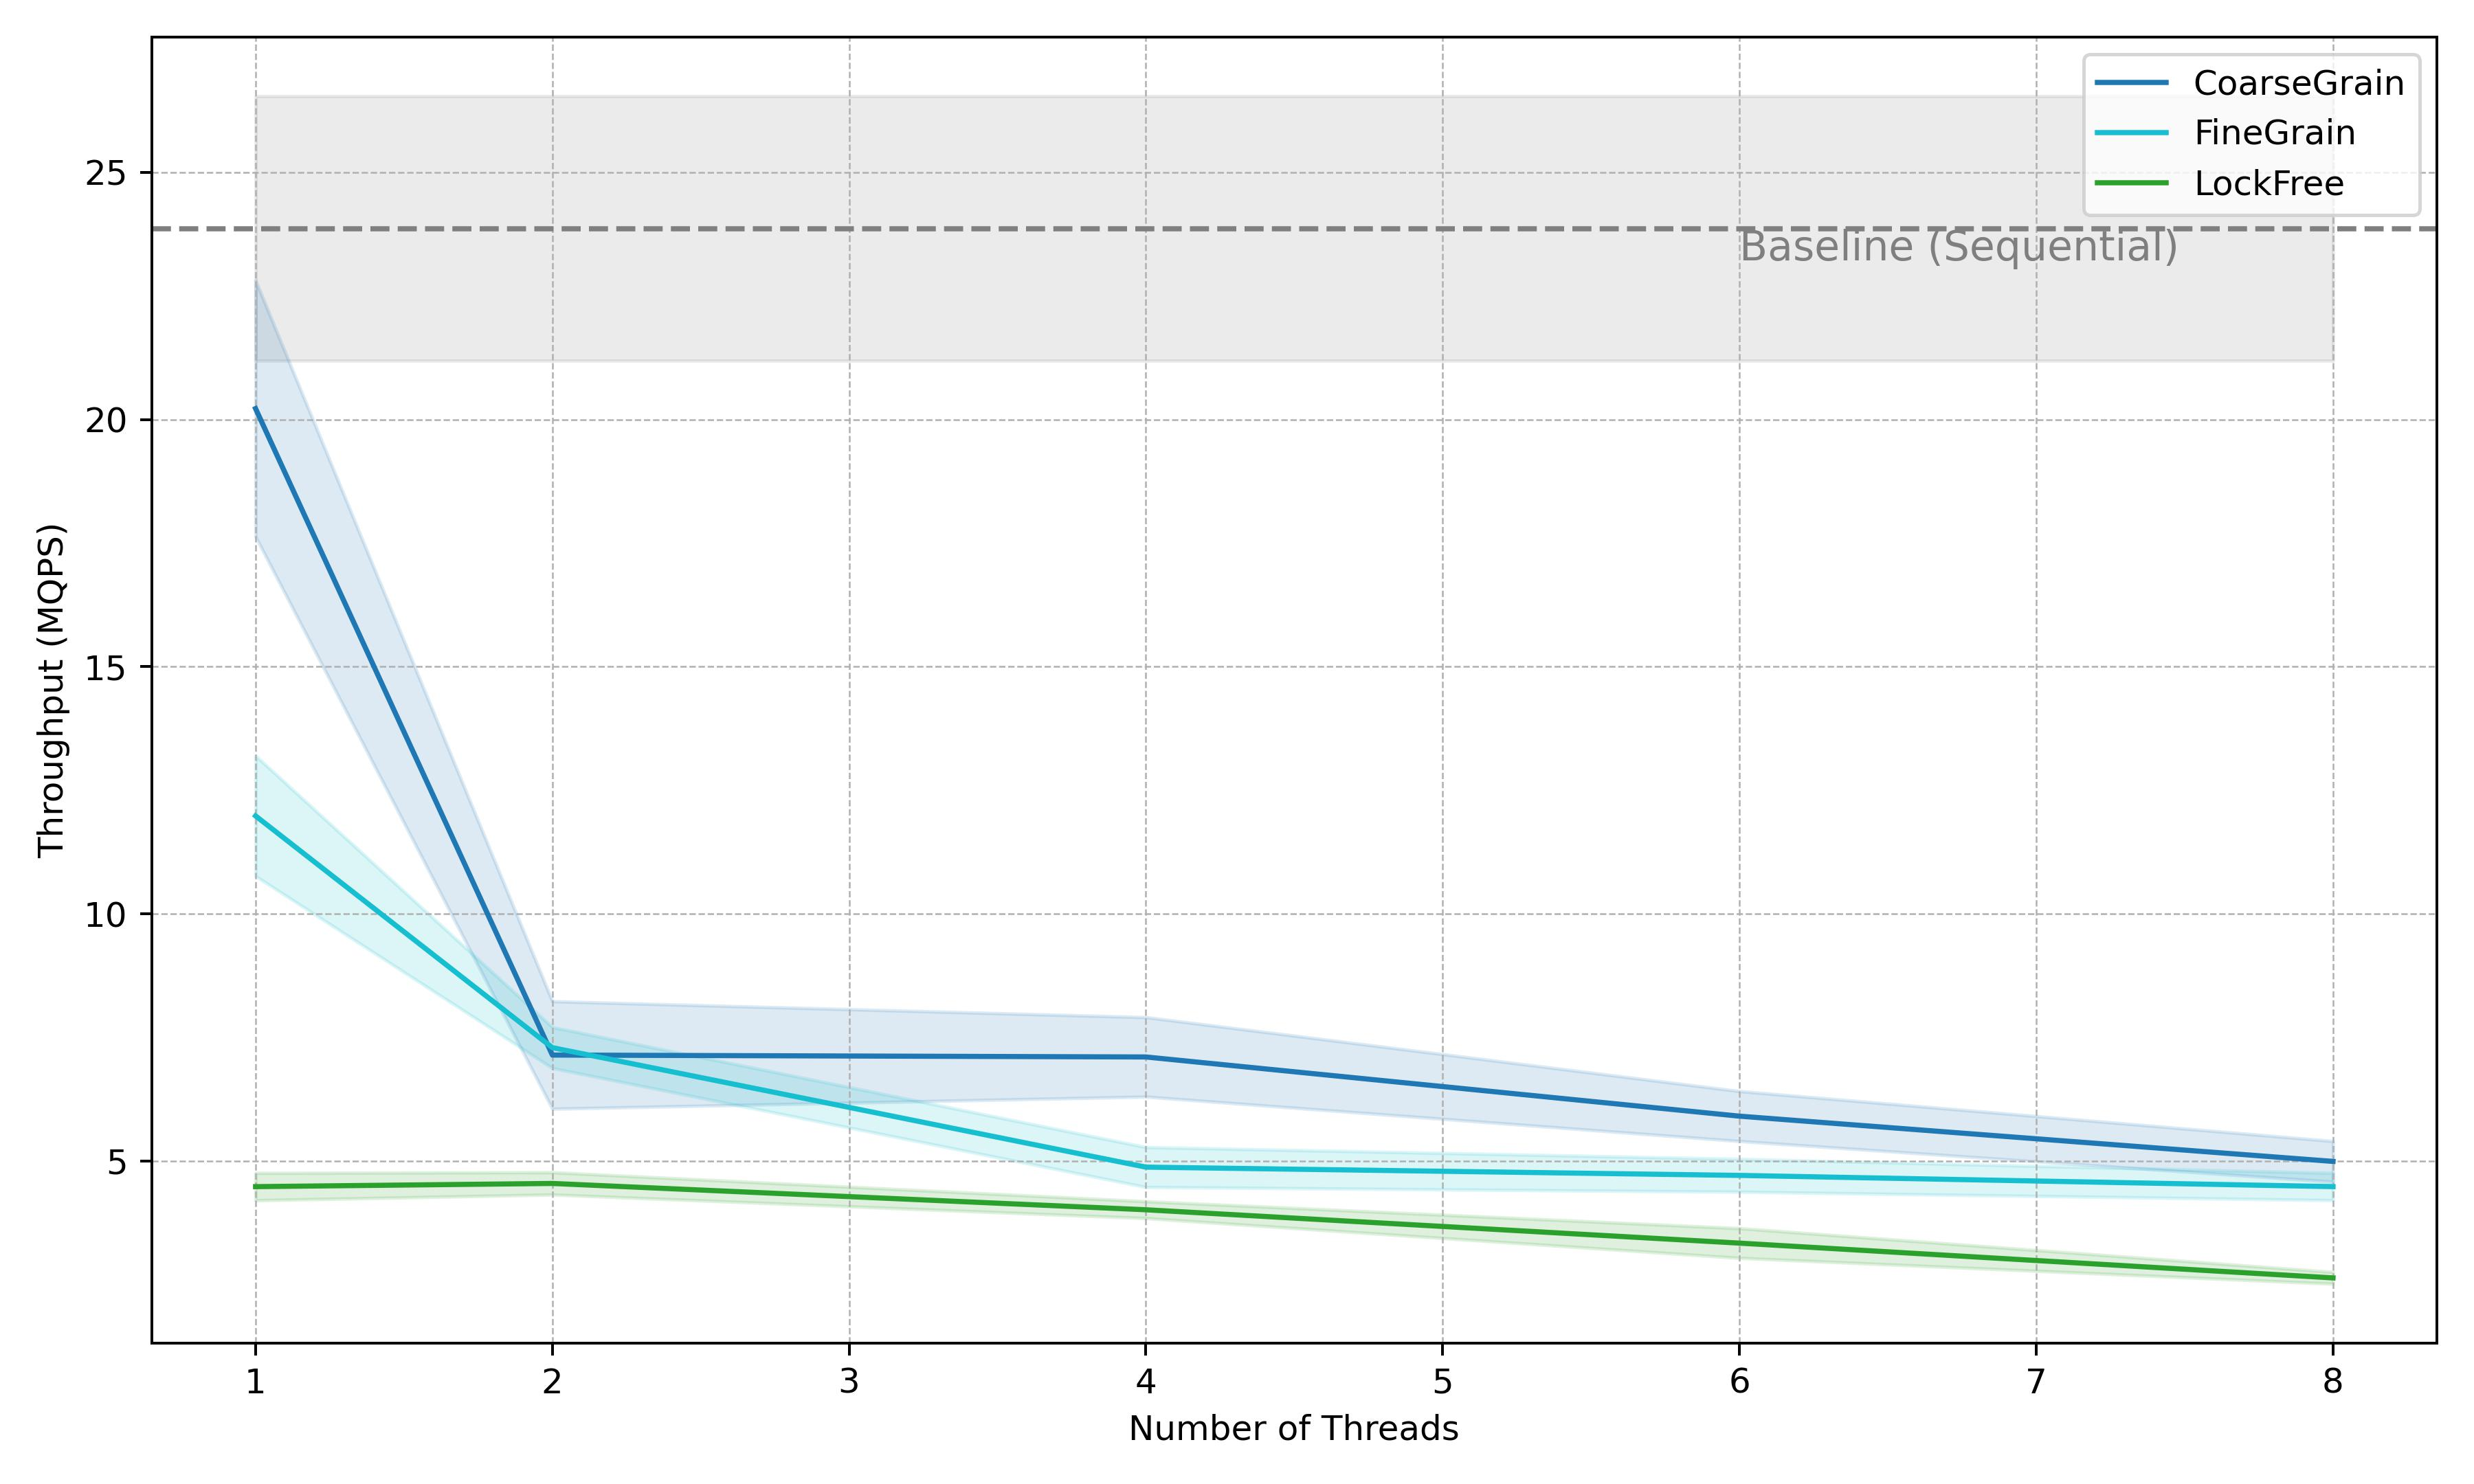 CoarseGrain
FineGrain
LockFree
Baseline (Sequential)
25
20
15
10
5
Throughput (MQPS)
1 2 3 4 5 6 7 8
Number of Threads